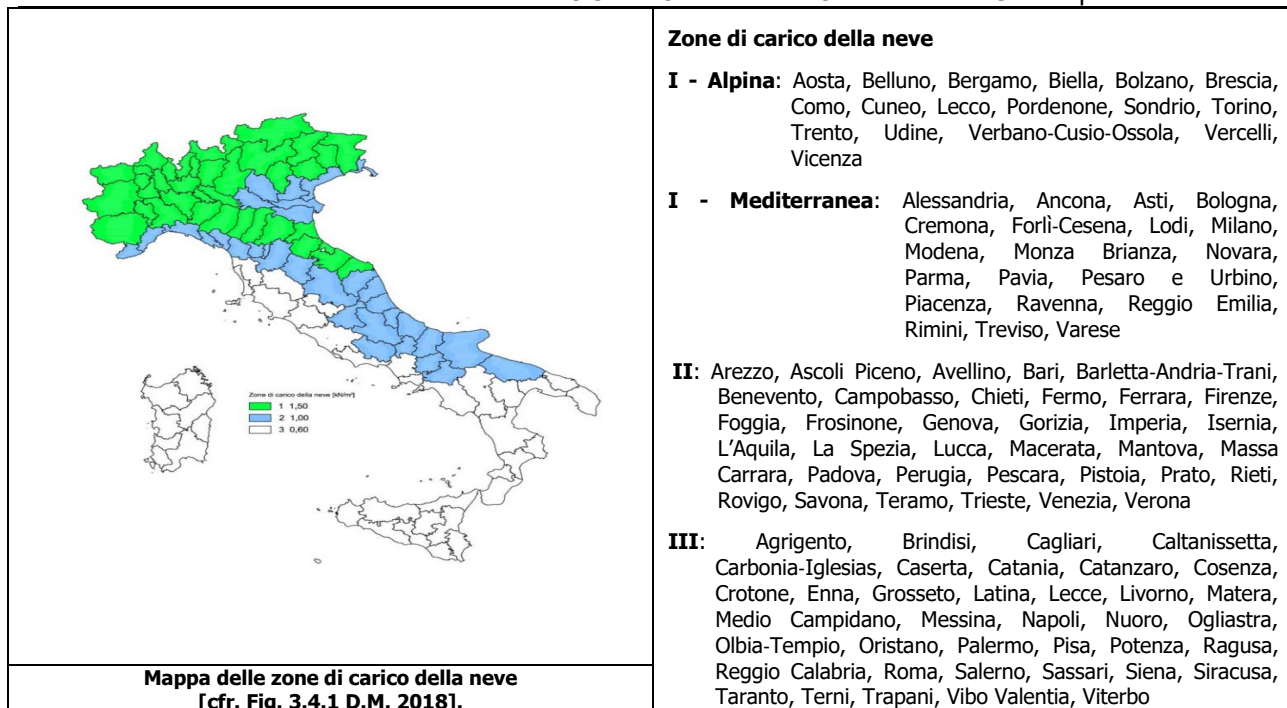 Zone di carico della neve [kN/m²]
1 1,50
2 1,00
3 0,60
Mappa delle zone di carico della neve
[cfr. Fig. 3.4.1 D.M. 2018].
Zone di carico della neve
I - Alpina: Aosta, Belluno, Bergamo, Biella, Bolzano, Brescia,
Como, Cuneo, Lecco, Pordenone, Sondrio, Torino,
Trento, Udine, Verbano-Cusio-Ossola, Vercelli,
Vicenza
I - Mediterranea: Alessandria, Ancona, Asti, Bologna,
Cremona, Forlì-Cesena, Lodi, Milano,
Modena, Monza Brianza, Novara,
Parma, Pavia, Pesaro e Urbino,
Piacenza, Ravenna, Reggio Emilia,
Rimini, Treviso, Varese
II: Arezzo, Ascoli Piceno, Avellino, Bari, Barletta-Andria-Trani,
Benevento, Campobasso, Chieti, Fermo, Ferrara, Firenze,
Foggia, Frosinone, Genova, Gorizia, Imperia, Isernia,
L'Aquila, La Spezia, Lucca, Macerata, Mantova, Massa
Carrara, Padova, Perugia, Pescara, Pistoia, Prato, Rieti,
Rovigo, Savona, Teramo, Trieste, Venezia, Verona
III: Agrigento, Brindisi, Cagliari, Caltanissetta,
Carbonia-Iglesias, Caserta, Catania, Catanzaro, Cosenza,
Crotone, Enna, Grosseto, Latina, Lecce, Livorno, Matera,
Medio Campidano, Messina, Napoli, Nuoro, Ogliastra,
Olbia-Tempio, Oristano, Palermo, Pisa, Potenza, Ragusa,
Reggio Calabria, Roma, Salerno, Sassari, Siena, Siracusa,
Taranto, Terni, Trapani, Vibo Valentia, Viterbo